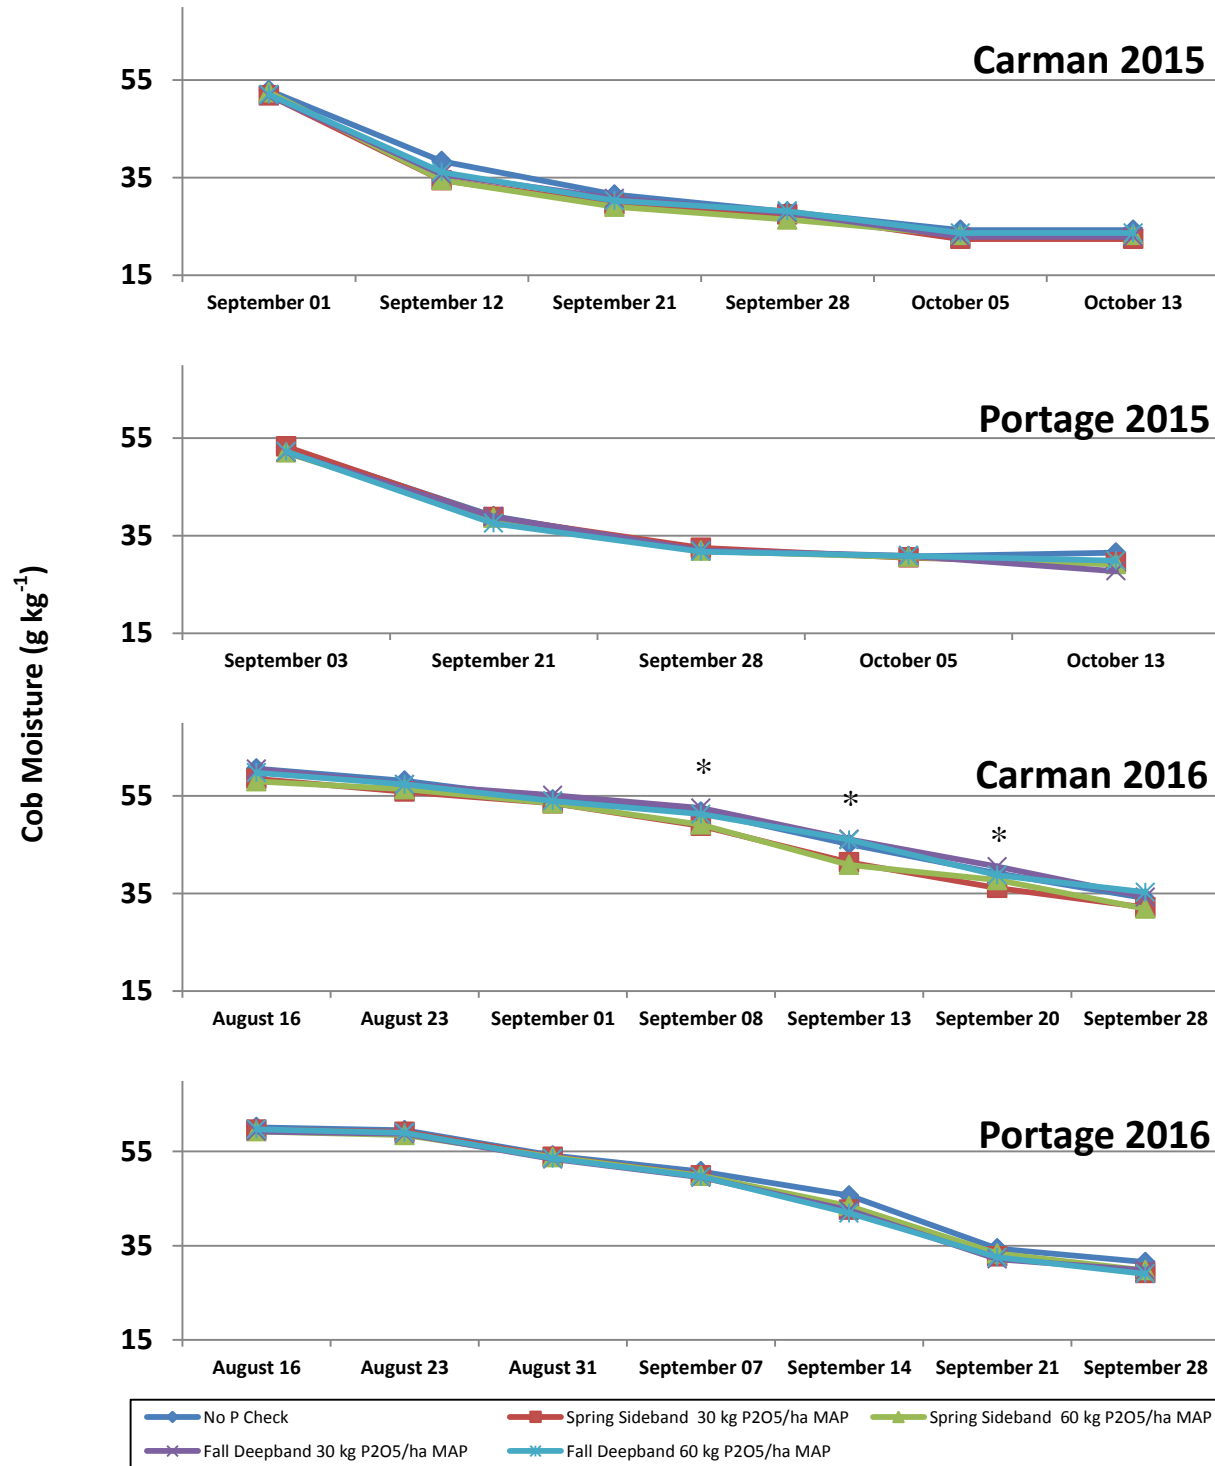 Cob Moisture (g kg-1)
Carman 2015
55
35
15
September 01 September 12 September 21 September 28 October 05 October 13
Portage 2015
55
35
15
September 03 September 21 September 28 October 05 October 13
Carman 2016
*
*
*
55
35
15
August 16 August 23 September 01 September 08 September 13 September 20 September 28
Portage 2016
55
35
15
August 16 August 23 August 31 September 07 September 14 September 21 September 28
No P Check Spring Sideband 30 kg P2O5/ha MAP Spring Sideband 60 kg P2O5/ha MAP
Fall Deepband 30 kg P2O5/ha MAP Fall Deepband 60 kg P2O5/ha MAP